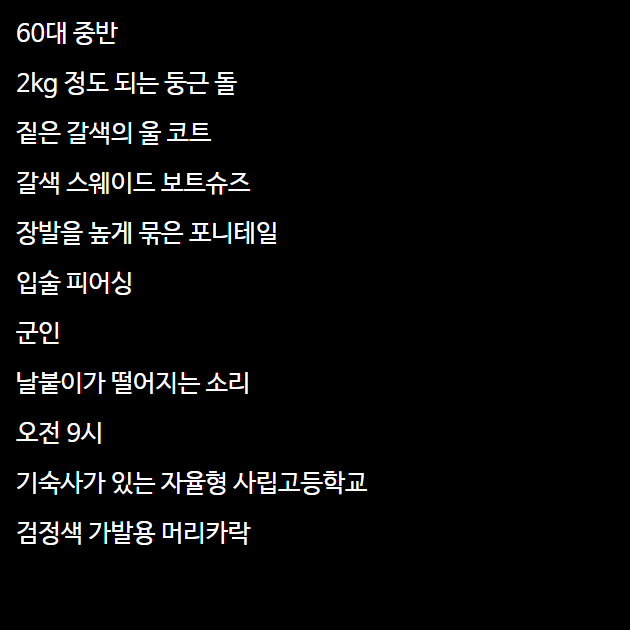 60대 중반
2kg 정도 되는 둥근 돌
짙은 갈색의 울 코트
갈색 스웨이드 보트슈즈
장발을 높게 묶은 포니테일
입술 피어싱
군인
날붙이가 떨어지는 소리
오전 9시
기숙사가 있는 자율형 사립고등학교
검정색 가발용 머리카락